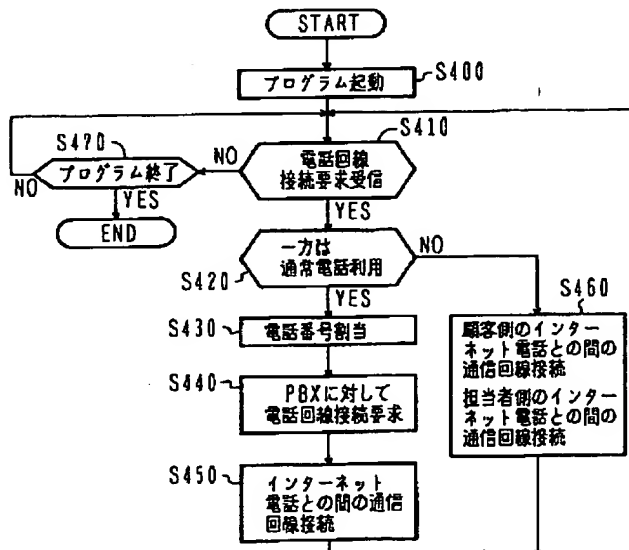 START
プログラム起動
S400
S410
電話回線
接続要求受信
S470
プログラム終了
NO
NO
YES
YES
END
一方は
通常電話利用
NO
S420
YES
S460
顧客側のインター
ネット電話との間の
通信回線接続
担当者側のインター
ネット電話との間の
通信回線接続
S430
電話番号割当
S440
PBXに対して
電話回線接続要求
S450
インターネット
電話との間の通信
回線接続